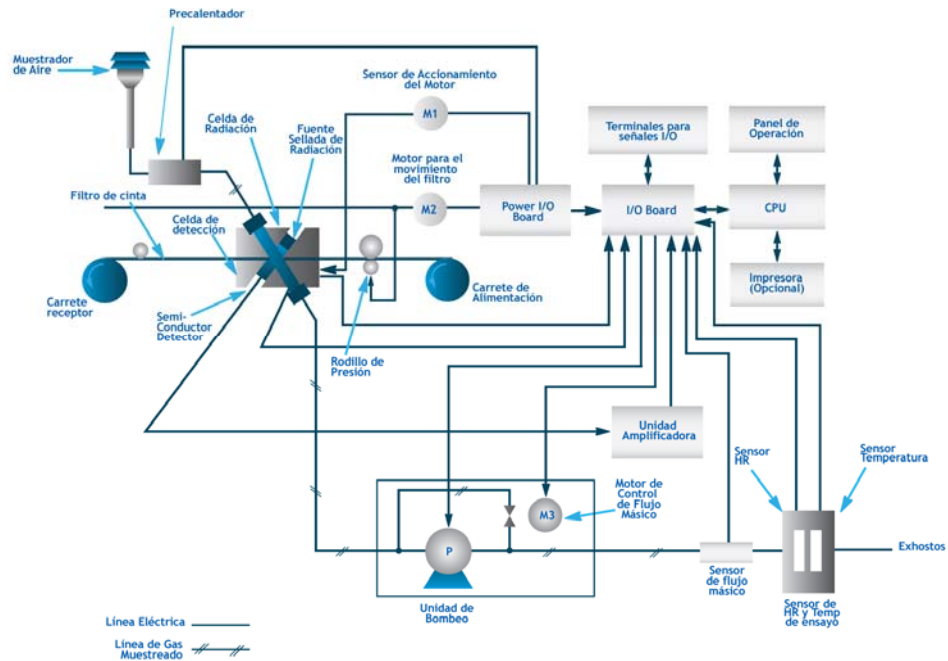 Precalentador
Muestrador
de Aire
Sensor de Accionamiento
del Motor
M1
Celda de
Radiación
Fuente
Sellada de
Radiación
Terminales para
señales I/O
Panel de
Operación
Motor para el
movimiento
del filtro
M2
Power I/O
Board
I/O Board
CPU
Filtro de cinta
Celda de
detección
Impresora
(Opcional)
Carrete
receptor
Carrete de
Alimentación
Semi-
Conductor
Detector
Rodillo de
Presión
Unidad
Amplificadora
Sensor
HR
Sensor
Temperatura
Motor de
Control
de Flujo
Másico
M3
P
Exhostos
Sensor
de flujo
másico
Sensor de
HR y Temp
de ensayo
Unidad de
Bombeo
Línea Eléctrica
Línea de Gas
Muestreado